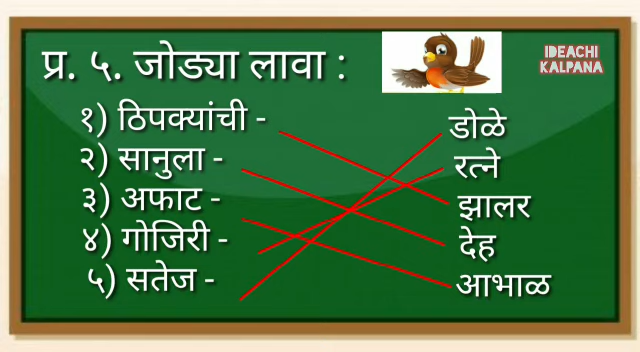 प्र. ५. जोड्या लावा :
IDEACHI
KALPANA
१) ठिपक्यांची - डोळे
२) सानुला - रत्ने
३) अफाट - झालर
४) गोजिरी - देह
५) सतेज - आभाळ